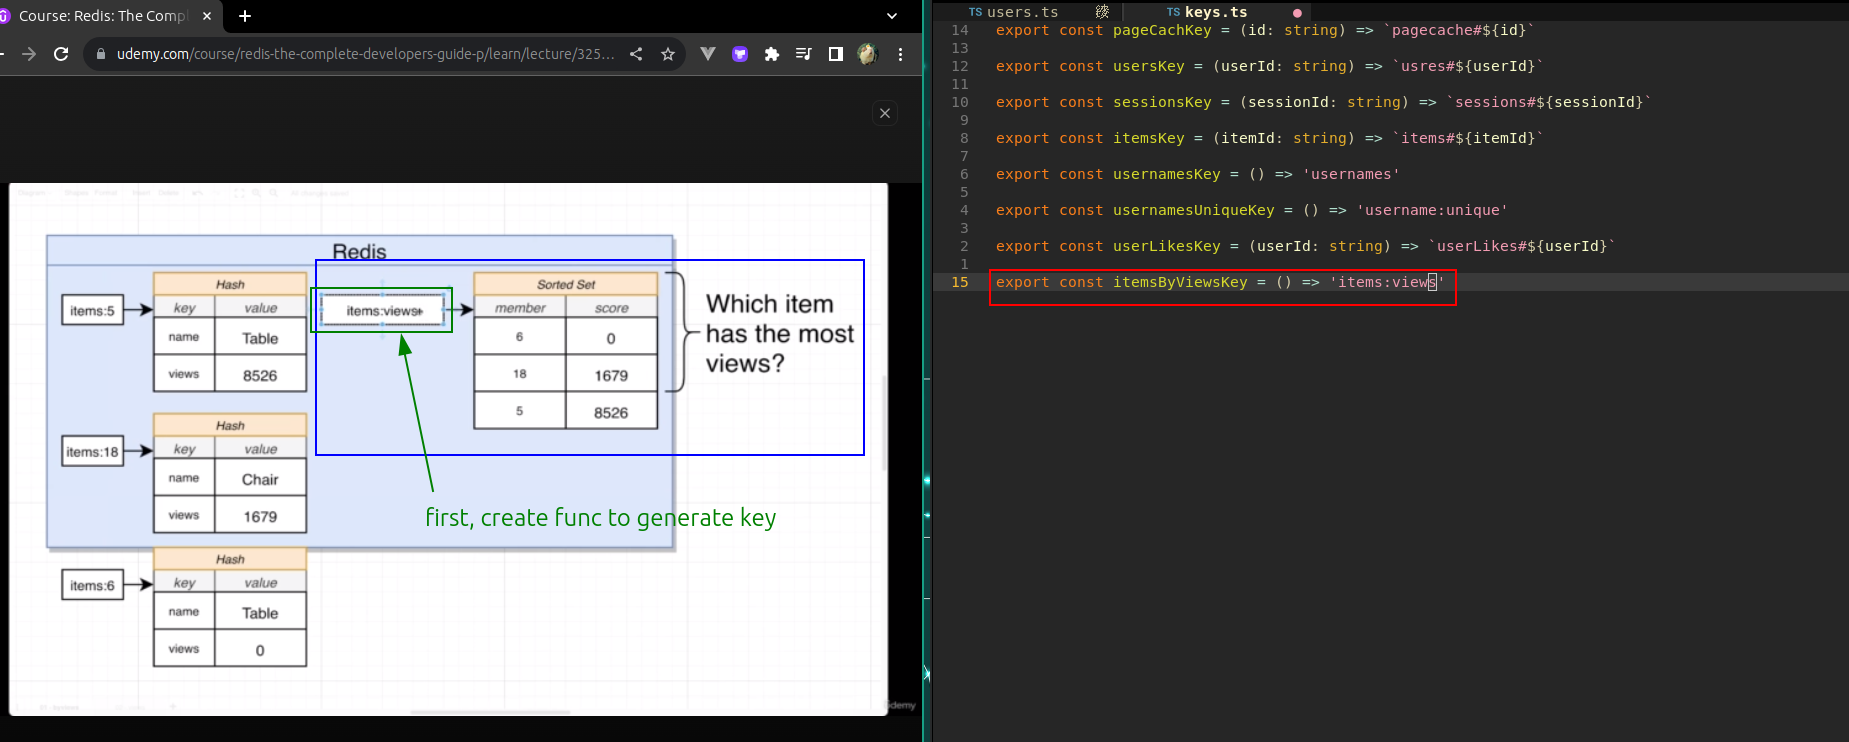 Course: Redis: The Compl
udemy.com/course/redis-the-complete-developers-guide-p/learn/lecture/325...
Redis
items:5
Hash
key value
name Table
views 8526
items:views
Sorted Set
member score
6 0
18 1679
5 8526
Which item
has the most
views?
items:18
Hash
key value
name Chair
views 1679
first, create func to generate key
items:6
Hash
key value
name Table
views 0
udemy
TS users.ts
TS keys.ts
14 export const pageCachKey = (id: string) => `pagecache#${id}`
13
12 export const usersKey = (userId: string) => `usres#${userId}`
11
10 export const sessionsKey = (sessionId: string) => `sessions#${sessionId}`
9
8 export const itemsKey = (itemId: string) => `items#${itemId}`
7
6 export const usernamesKey = () => 'usernames'
5
4 export const usernamesUniqueKey = () => 'username:unique'
3
2 export const userLikesKey = (userId: string) => `userLikes#${userId}`
1
15 export const itemsByViewsKey = () => 'items:views'